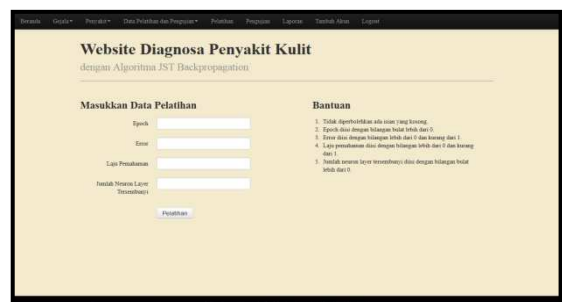 Beranda Gejala Penyakit Data Pelatihan dan Pengujian Pelatihan Pengujian Laporan Tambah Akun Logout
Website Diagnosa Penyakit Kulit
dengan Algoritma JST Backpropagation
Masukkan Data Pelatihan
Epoch
Error
Laju Pemahaman
Jumlah Neuron Layer
Tersembunyi
Pelatihan
Bantuan
1. Tidak diperbolehkan ada isian yang kosong.
2. Epoch diisi dengan bilangan bulat lebih dari 0.
3. Error diisi dengan bilangan lebih dari 0 dan kurang dari 1.
4. Laju pemahaman diisi dengan bilangan lebih dari 0 dan kurang
dari 1.
5. Jumlah neuron layer tersembunyi diisi dengan bilangan bulat
lebih dari 0.